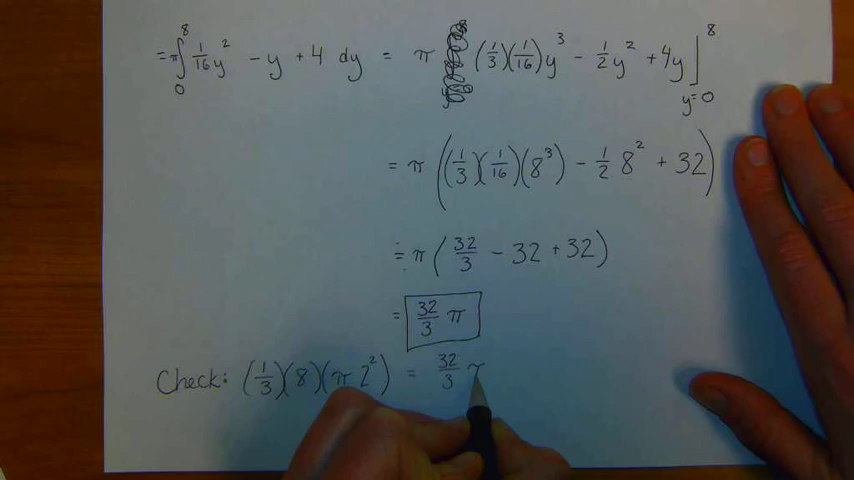 = π ∫₀⁸ 1/16 y² - y + 4 dy = π (1/3)(1/16)y³ - 1/2 y² + 4y |⁸ y=0
= π ((1/3)(1/16)(8³) - 1/2 8² + 32)
= π (32/3 - 32 + 32)
= 32/3 π
Check: (1/3)(8)(π 2²) = 32/3 π